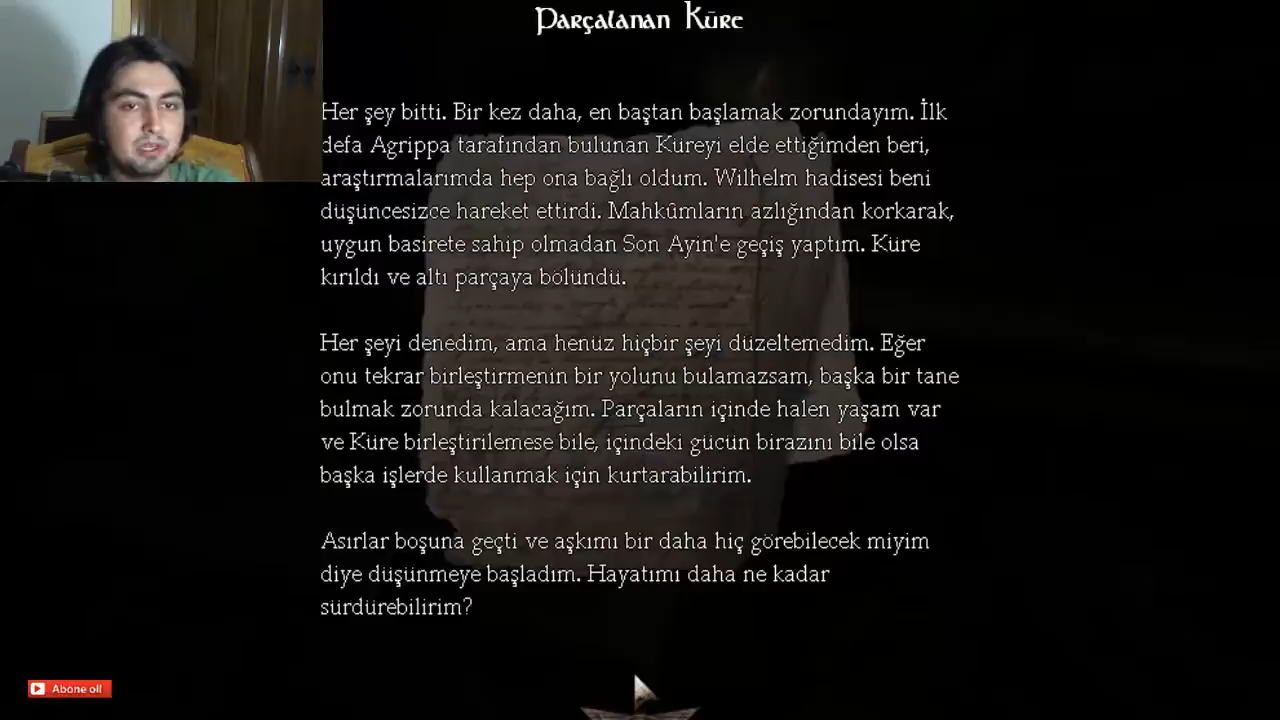 Parçalanan Küre
Her şey bitti. Bir kez daha, en baştan başlamak zorundayım. İlk
defa Agrippa tarafından bulunan Küreyi elde ettiğimden beri,
araştırmalarımda hep ona bağlı oldum. Wilhelm hadisesi beni
düşüncesizce hareket ettirdi. Mahkûmların azlığından korkarak,
uygun basirete sahip olmadan Son Ayin'e geçiş yaptım. Küre
kırıldı ve altı parçaya bölündü.
Her şeyi denedim, ama henüz hiçbir şeyi düzeltemedim. Eğer
onu tekrar birleştirmenin bir yolunu bulamazsam, başka bir tane
bulmak zorunda kalacağım. Parçaların içinde halen yaşam var
ve Küre birleştirilemese bile, içindeki gücün birazını bile olsa
başka işlerde kullanmak için kurtarabilirim.
Asırlar boşuna geçti ve aşkımı bir daha hiç görebilecek miyim
diye düşünmeye başladım. Hayatımı daha ne kadar
sürdürebilirim?
Abone ol!